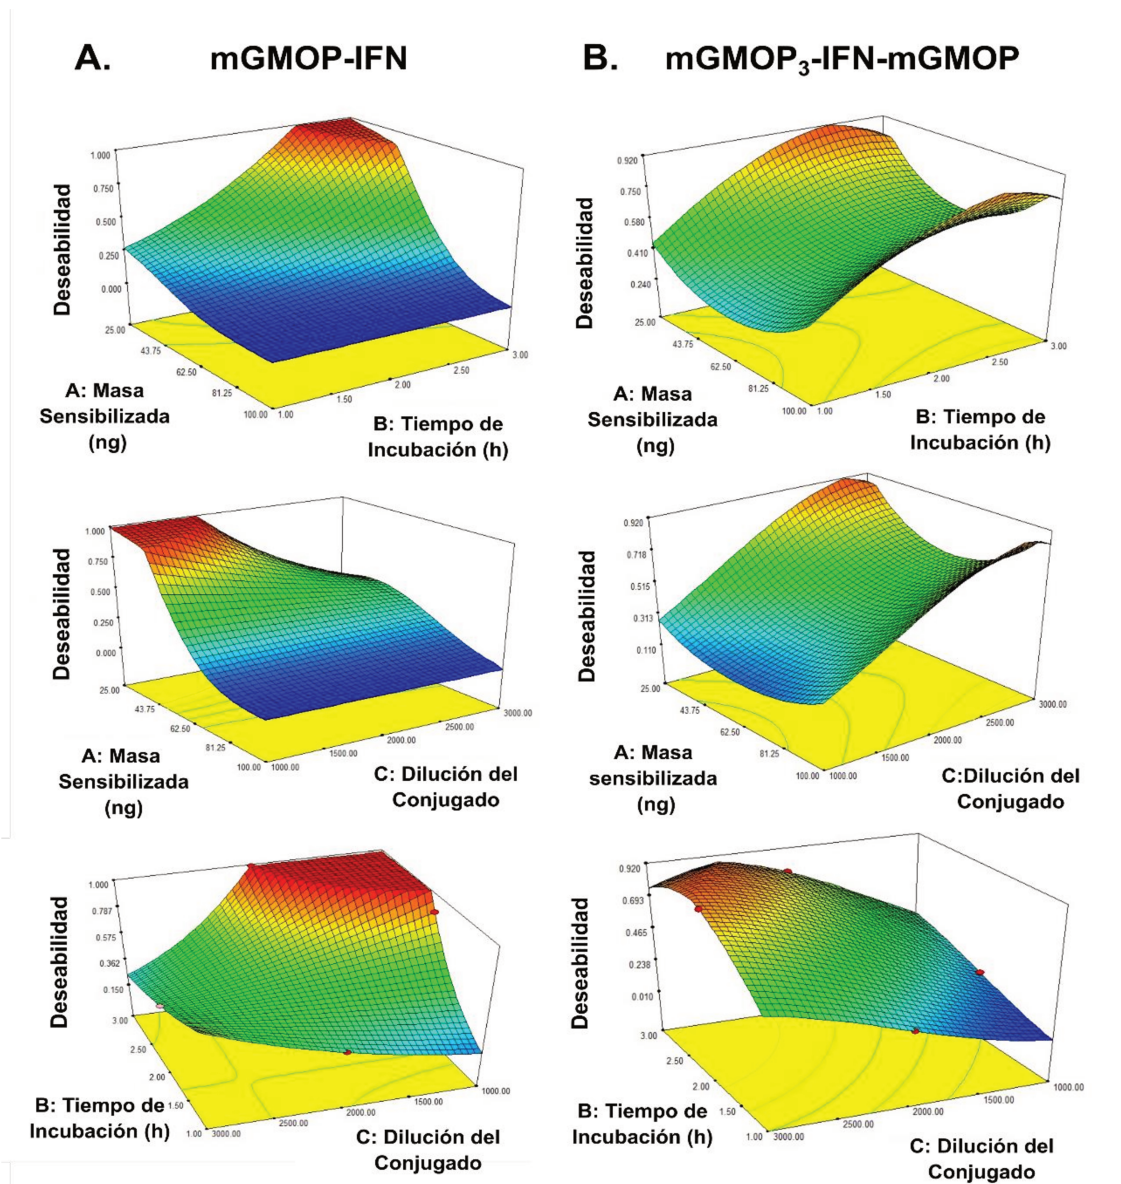 A. mGMOP-IFN
B. mGMOP3-IFN-mGMOP
1.000
0.750
0.500
0.250
0.000
Deseabilidad
25.00
43.75
62.50
81.25
100.00
1.00
1.50
2.00
2.50
3.00
A: Masa
Sensibilizada
(ng)
B: Tiempo de
Incubación (h)
0.920
0.750
0.580
0.410
0.240
Deseabilidad
25.00
43.75
62.50
81.25
100.00
1.00
1.50
2.00
2.50
3.00
A: Masa
Sensibilizada
(ng)
B: Tiempo de
Incubación (h)
1.000
0.750
0.500
0.250
0.000
Deseabilidad
25.00
43.75
62.50
81.25
100.00
1000.00
1500.00
2000.00
2500.00
3000.00
A: Masa
Sensibilizada
(ng)
C: Dilución del
Conjugado
0.920
0.718
0.515
0.313
0.110
Deseabilidad
25.00
43.75
62.50
81.25
100.00
1000.00
1500.00
2000.00
2500.00
3000.00
A: Masa
sensibilizada
(ng)
C:Dilución del
Conjugado
1.000
0.787
0.575
0.362
0.150
Deseabilidad
3.00
2.50
2.00
1.50
1.00
3000.00
2500.00
2000.00
1500.00
1000.00
B: Tiempo de
Incubación (h)
C: Dilución del
Conjugado
0.920
0.693
0.465
0.238
0.010
Deseabilidad
3.00
2.50
2.00
1.50
1.00
3000.00
2500.00
2000.00
1500.00
1000.00
B: Tiempo de
Incubación (h)
C: Dilución del
Conjugado